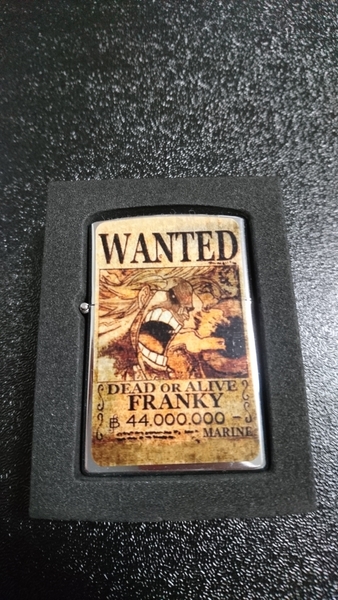 WANTED
DEAD OR ALIVE
FRANKY
฿ 44.000.000 –
MARINE